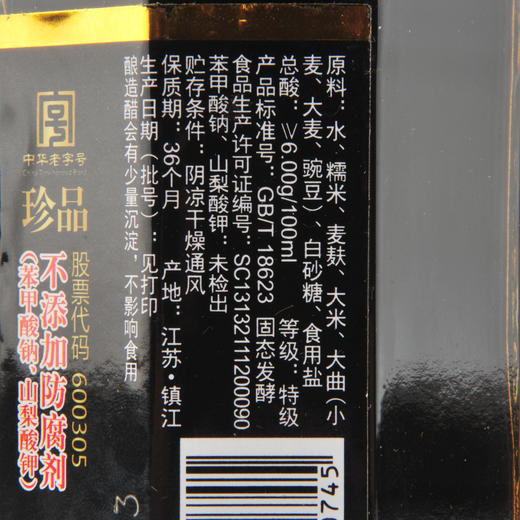 原料：水、糯米、麦麸、大米、大曲（小
麦、大麦、豌豆）、白砂糖、食用盐
总酸：≥6.00g/100ml 等级：特级
产品标准号：GB/T 18623 固态发酵
食品生产许可证编号：SC13132111200090
苯甲酸钠、山梨酸钾：未检出
贮存条件：阴凉干燥通风
保质期：36个月 产地：江苏·镇江
生产日期（批号）：见打印
酿造醋会有少量沉淀，不影响食用
中华老字号
China Time-honored Brand
珍品
股票代码 600305
不添加防腐剂
（苯甲酸钠、山梨酸钾）
3
0745